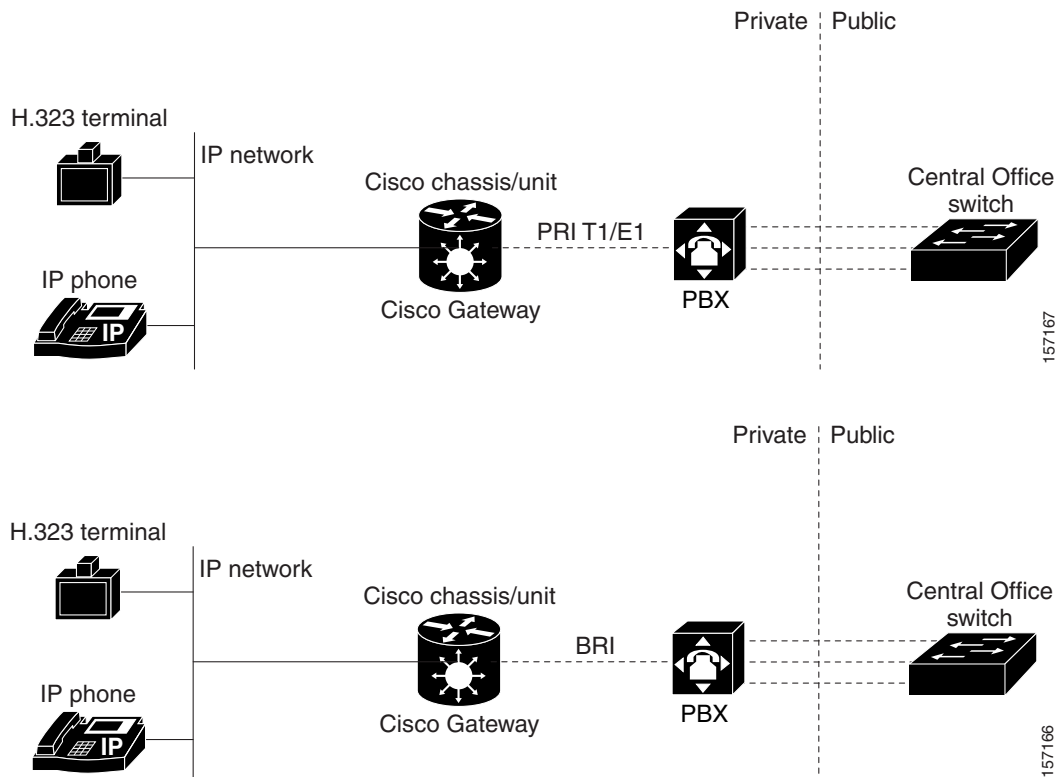 Private Public
H.323 terminal
IP network
Cisco chassis/unit
Central Office
switch
PRI T1/E1
IP phone
IP
Cisco Gateway
PBX
157167
Private Public
H.323 terminal
IP network
Cisco chassis/unit
Central Office
switch
BRI
IP phone
IP
Cisco Gateway
PBX
157166